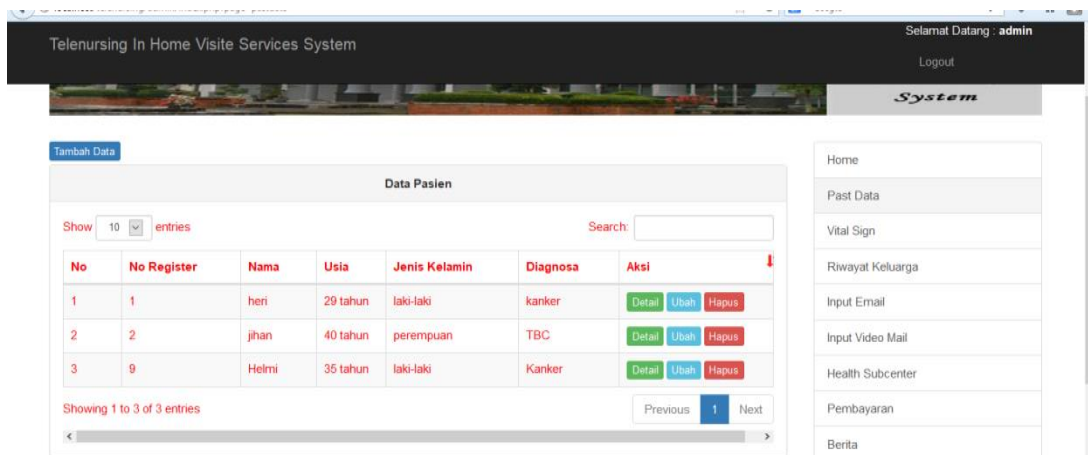 Telenursing In Home Visite Services System
Selamat Datang : admin
Logout
System
Tambah Data
Data Pasien
Show 10 entries
Search:
No No Register Nama Usia Jenis Kelamin Diagnosa Aksi
1 1 heri 29 tahun laki-laki kanker Detail Ubah Hapus
2 2 jihan 40 tahun perempuan TBC Detail Ubah Hapus
3 9 Helmi 35 tahun laki-laki Kanker Detail Ubah Hapus
Showing 1 to 3 of 3 entries
Previous 1 Next
Home
Past Data
Vital Sign
Riwayat Keluarga
Input Email
Input Video Mail
Health Subcenter
Pembayaran
Berita